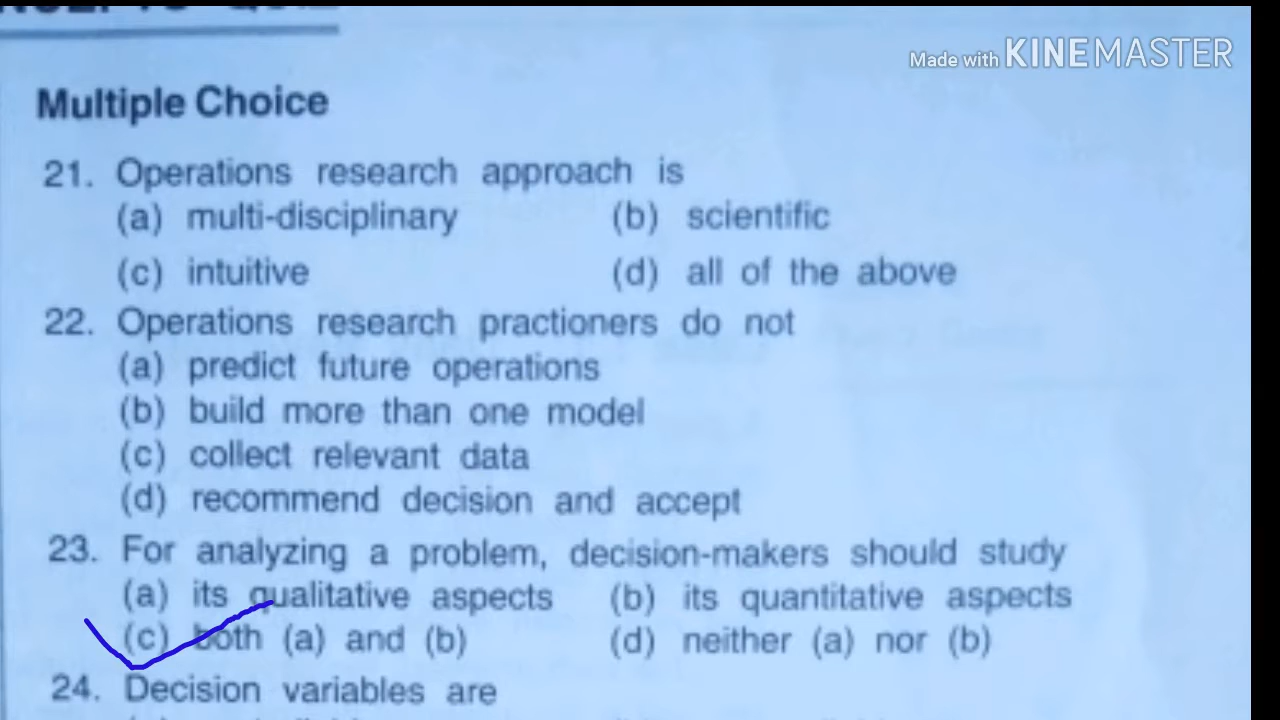 Made with KINEMASTER
Multiple Choice
21. Operations research approach is
(a) multi-disciplinary (b) scientific
(c) intuitive (d) all of the above
22. Operations research practioners do not
(a) predict future operations
(b) build more than one model
(c) collect relevant data
(d) recommend decision and accept
23. For analyzing a problem, decision-makers should study
(a) its qualitative aspects (b) its quantitative aspects
(c) both (a) and (b) (d) neither (a) nor (b)
24. Decision variables are